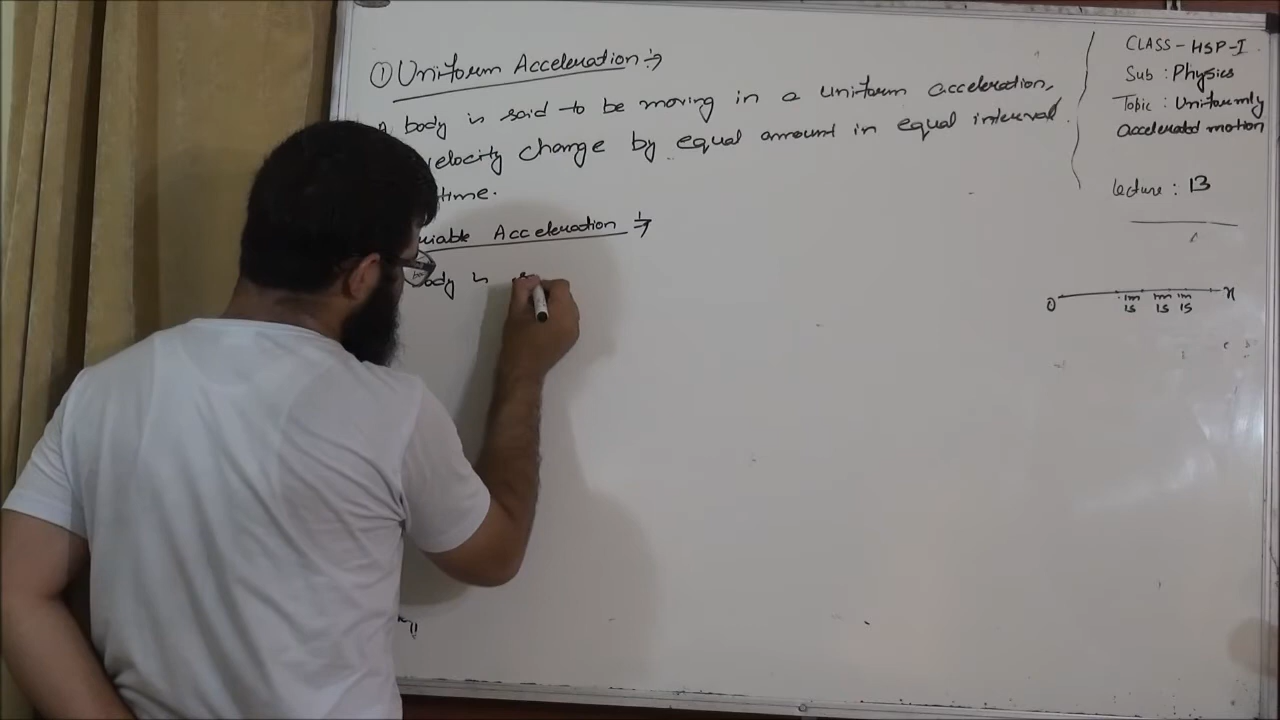 ① Uniform Acceleration :→
A body is said to be moving in a uniform acceleration,
velocity change by equal amount in equal interval.
time.
riable Acceleration :→
body is
CLASS - HSP-I
Sub : Physics
Topic : Uniformly
accelerated motion
Lecture : 13
O 1m 1m 1m x
1s 1s 1s